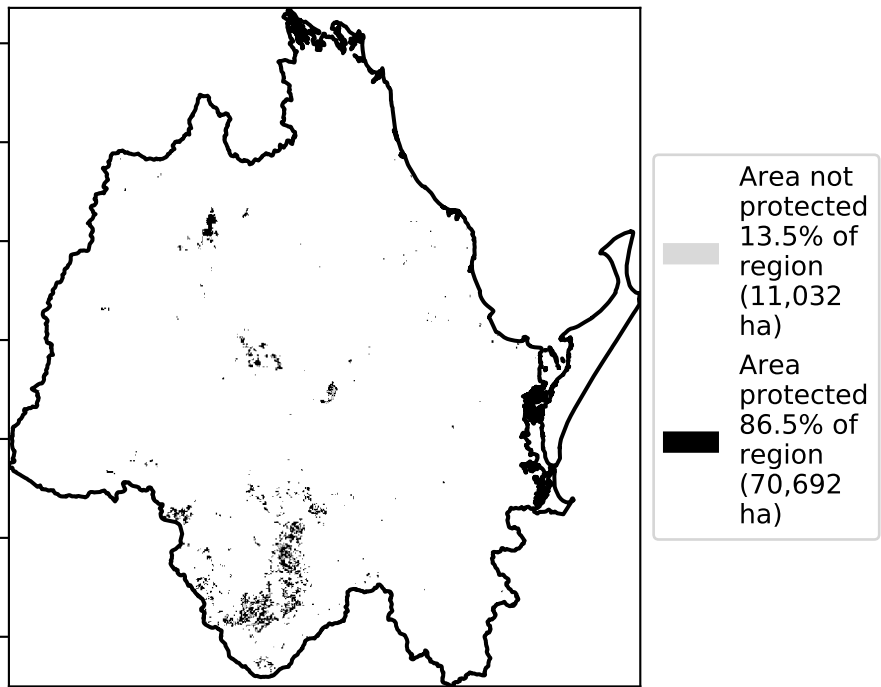 Area not
protected
13.5% of
region
(11,032
ha)
Area
protected
86.5% of
region
(70,692
ha)